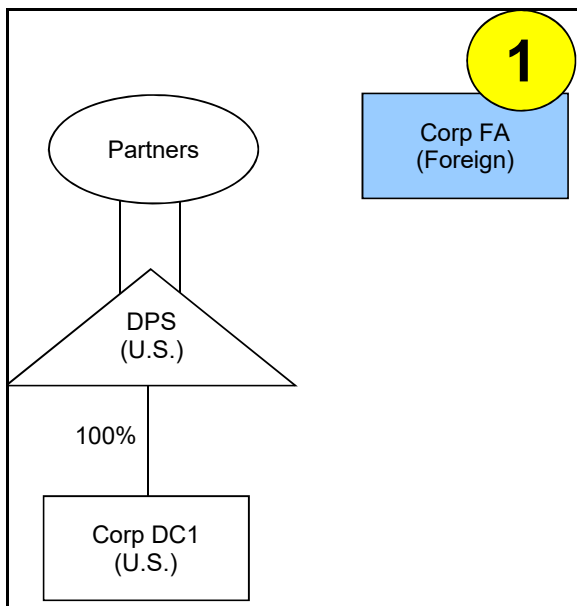 1
Partners
Corp FA
(Foreign)
DPS
(U.S.)
100%
Corp DC1
(U.S.)